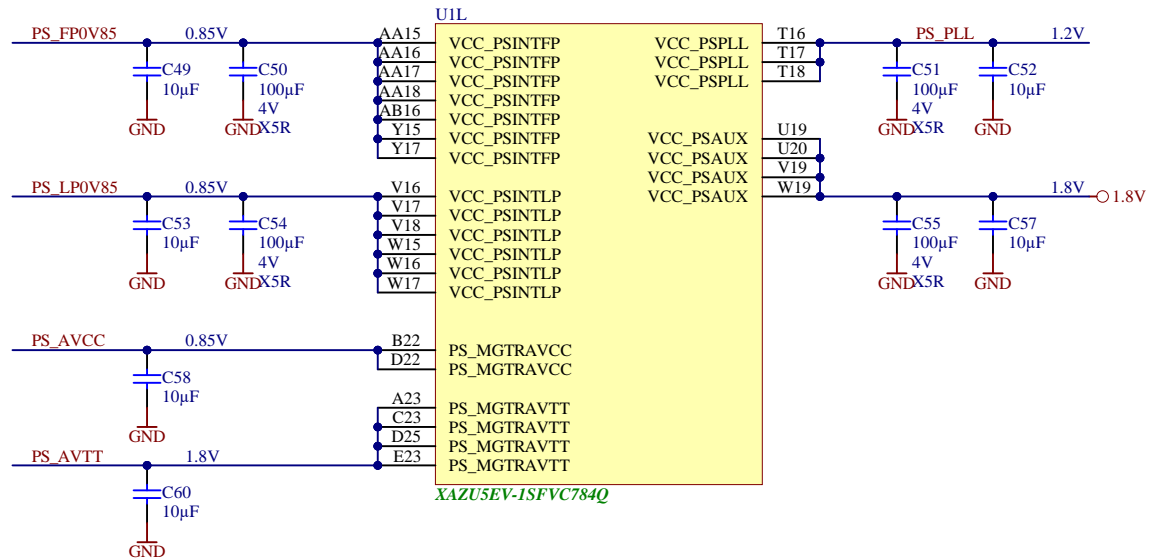 U1L
PS_FP0V85 0.85V
C49
10µF
GND
C50
100µF
4V
X5R
GND
AA15 VCC_PSINTFP
AA16 VCC_PSINTFP
AA17 VCC_PSINTFP
AA18 VCC_PSINTFP
AB16 VCC_PSINTFP
Y15 VCC_PSINTFP
Y17 VCC_PSINTFP
VCC_PSPLL T16
VCC_PSPLL T17
VCC_PSPLL T18
PS_PLL 1.2V
C51
100µF
4V
X5R
GND
C52
10µF
GND
PS_LP0V85 0.85V
C53
10µF
GND
C54
100µF
4V
X5R
GND
V16 VCC_PSINTLP
V17 VCC_PSINTLP
V18 VCC_PSINTLP
W15 VCC_PSINTLP
W16 VCC_PSINTLP
W17 VCC_PSINTLP
VCC_PSAUX U19
VCC_PSAUX U20
VCC_PSAUX V19
VCC_PSAUX W19
1.8V 1.8V
C55
100µF
4V
X5R
GND
C57
10µF
GND
PS_AVCC 0.85V
C58
10µF
GND
B22 PS_MGTRAVCC
D22 PS_MGTRAVCC
A23 PS_MGTRAVTT
C23 PS_MGTRAVTT
D25 PS_MGTRAVTT
E23 PS_MGTRAVTT
PS_AVTT 1.8V
C60
10µF
GND
XAZU5EV-1SFVC784Q